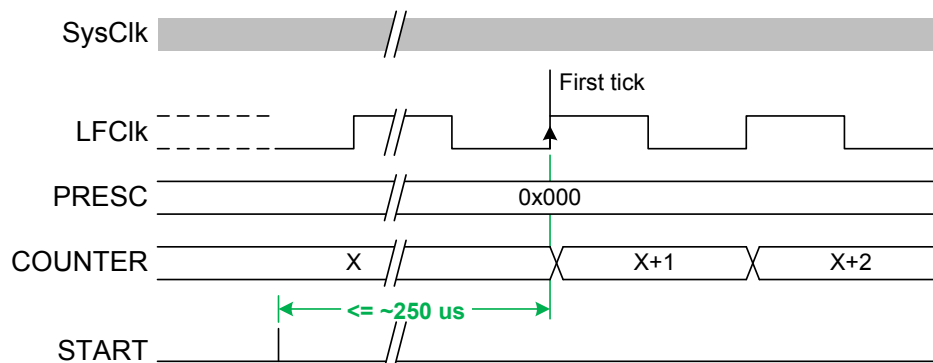 SysClk
First tick
LFClk
PRESC
0x000
COUNTER
X
X+1
X+2
<= ~250 us
START